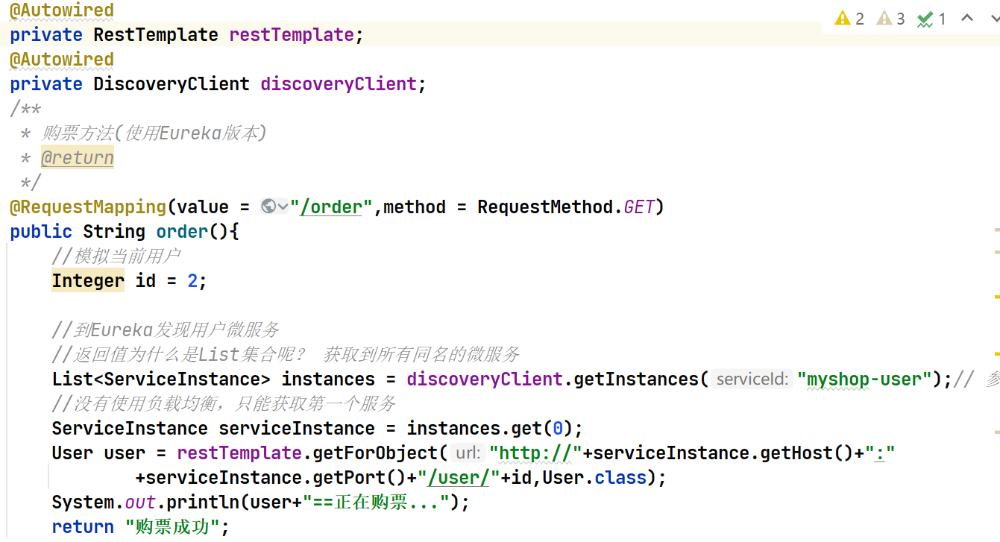 @Autowired
2 3 1
private RestTemplate restTemplate;
@Autowired
private DiscoveryClient discoveryClient;
/**
 * 购票方法(使用Eureka版本)
 * @return
 */
@RequestMapping(value = "/order",method = RequestMethod.GET)
public String order(){
    //模拟当前用户
    Integer id = 2;
    //到Eureka发现用户微服务
    //返回值为什么是List集合呢? 获取到所有同名的微服务
    List<ServiceInstance> instances = discoveryClient.getInstances( serviceId: "myshop-user");// 参
    //没有使用负载均衡，只能获取第一个服务
    ServiceInstance serviceInstance = instances.get(0);
    User user = restTemplate.getForObject( url: "http://"+serviceInstance.getHost()+":"
            +serviceInstance.getPort()+"/user/"+id,User.class);
    System.out.println(user+"==正在购票...");
    return "购票成功";